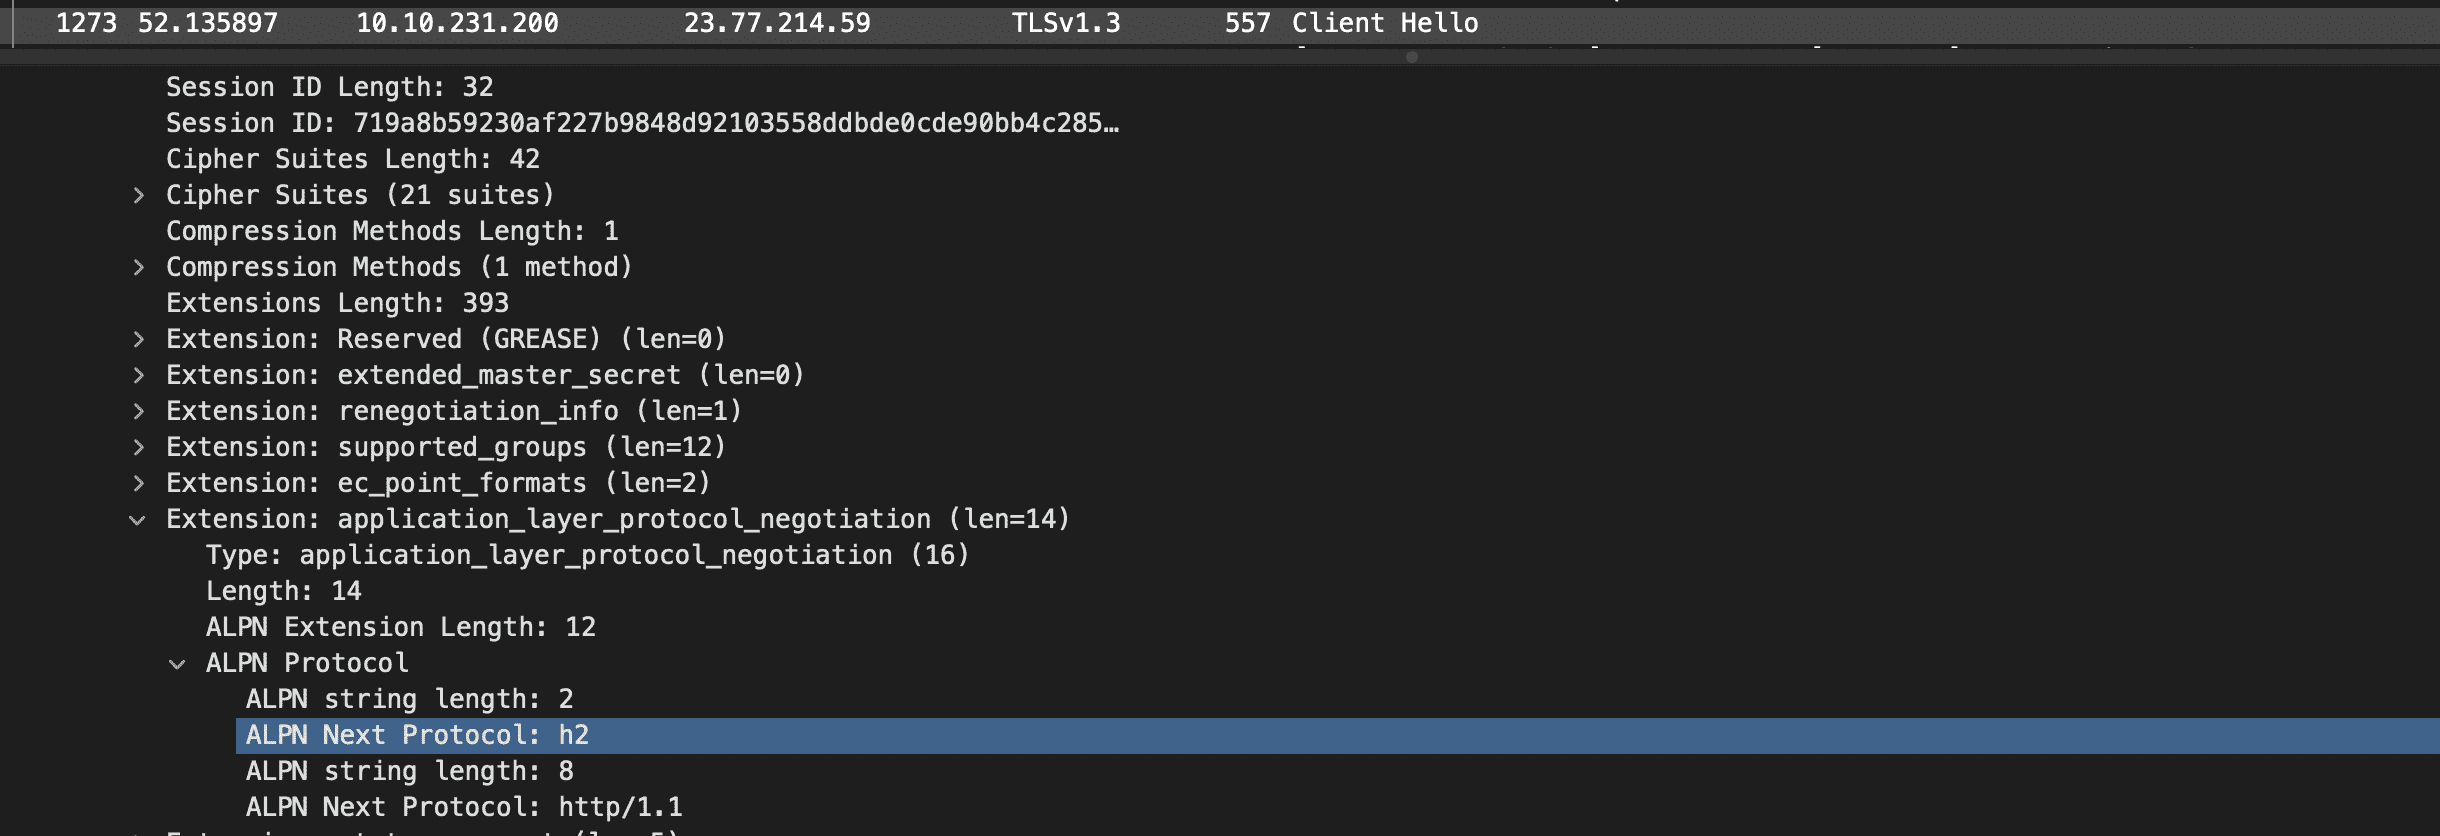 1273 52.135897 10.10.231.200 23.77.214.59 TLSv1.3 557 Client Hello
Session ID Length: 32
Session ID: 719a8b59230af227b9848d92103558ddbde0cde90bb4c285…
Cipher Suites Length: 42
Cipher Suites (21 suites)
Compression Methods Length: 1
Compression Methods (1 method)
Extensions Length: 393
Extension: Reserved (GREASE) (len=0)
Extension: extended_master_secret (len=0)
Extension: renegotiation_info (len=1)
Extension: supported_groups (len=12)
Extension: ec_point_formats (len=2)
Extension: application_layer_protocol_negotiation (len=14)
Type: application_layer_protocol_negotiation (16)
Length: 14
ALPN Extension Length: 12
ALPN Protocol
ALPN string length: 2
ALPN Next Protocol: h2
ALPN string length: 8
ALPN Next Protocol: http/1.1